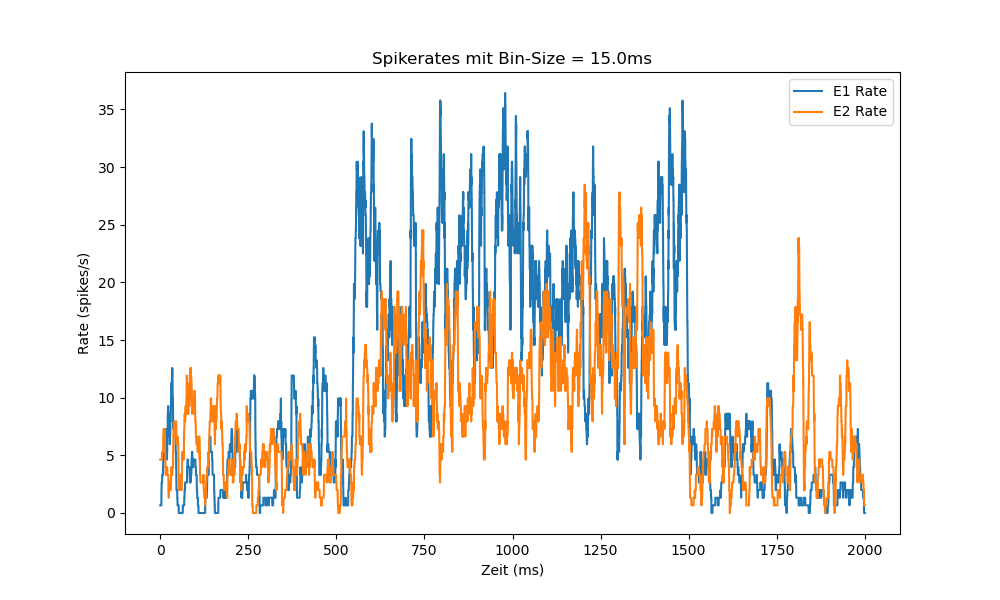 Spikerates mit Bin-Size = 15.0ms
E1 Rate
E2 Rate
35
30
25
20
15
10
5
0
Rate (spikes/s)
0 250 500 750 1000 1250 1500 1750 2000
Zeit (ms)